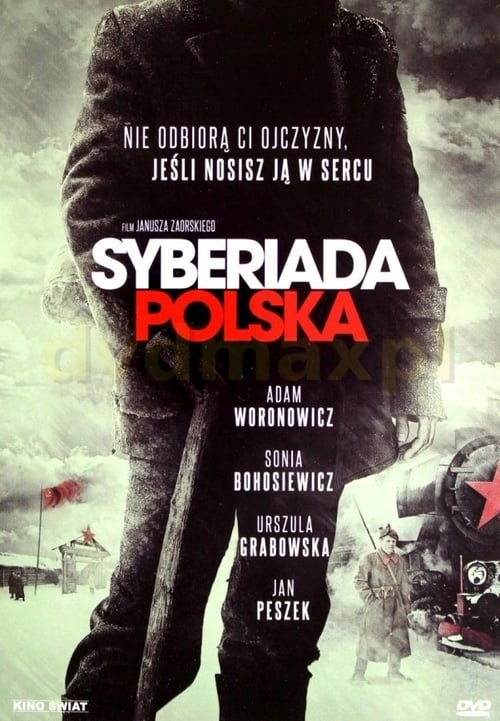 NIE ODBIORĄ CI OJCZYZNY,
JEŚLI NOSISZ JĄ W SERCU
FILM JANUSZA ZAORSKIEGO
SYBERIADA
POLSKA
dvdmax.pl
ADAM
WORONOWICZ
SONIA
BOHOSIEWICZ
URSZULA
GRABOWSKA
JAN
PESZEK
KINO ŚWIAT
DVD